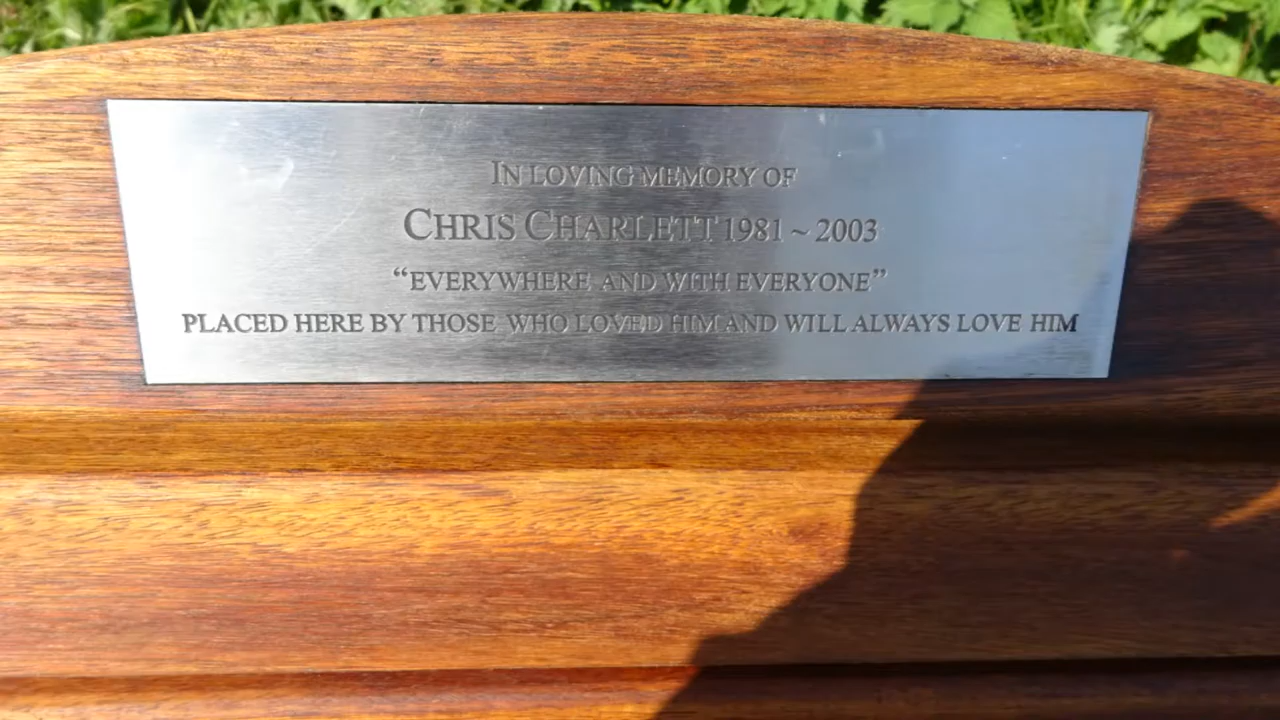 IN LOVING MEMORY OF
CHRIS CHARLETT 1981 ~ 2003
“EVERYWHERE AND WITH EVERYONE”
PLACED HERE BY THOSE WHO LOVED HIM AND WILL ALWAYS LOVE HIM